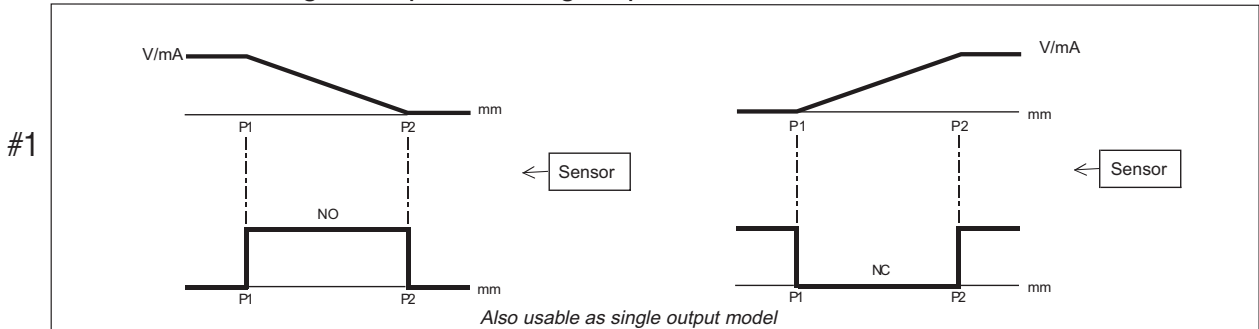 V/mA
mm
P1
P2
V/mA
mm
P1
P2
#1
Sensor
Sensor
NO
mm
P1
P2
NC
mm
P1
P2
Also usable as single output model